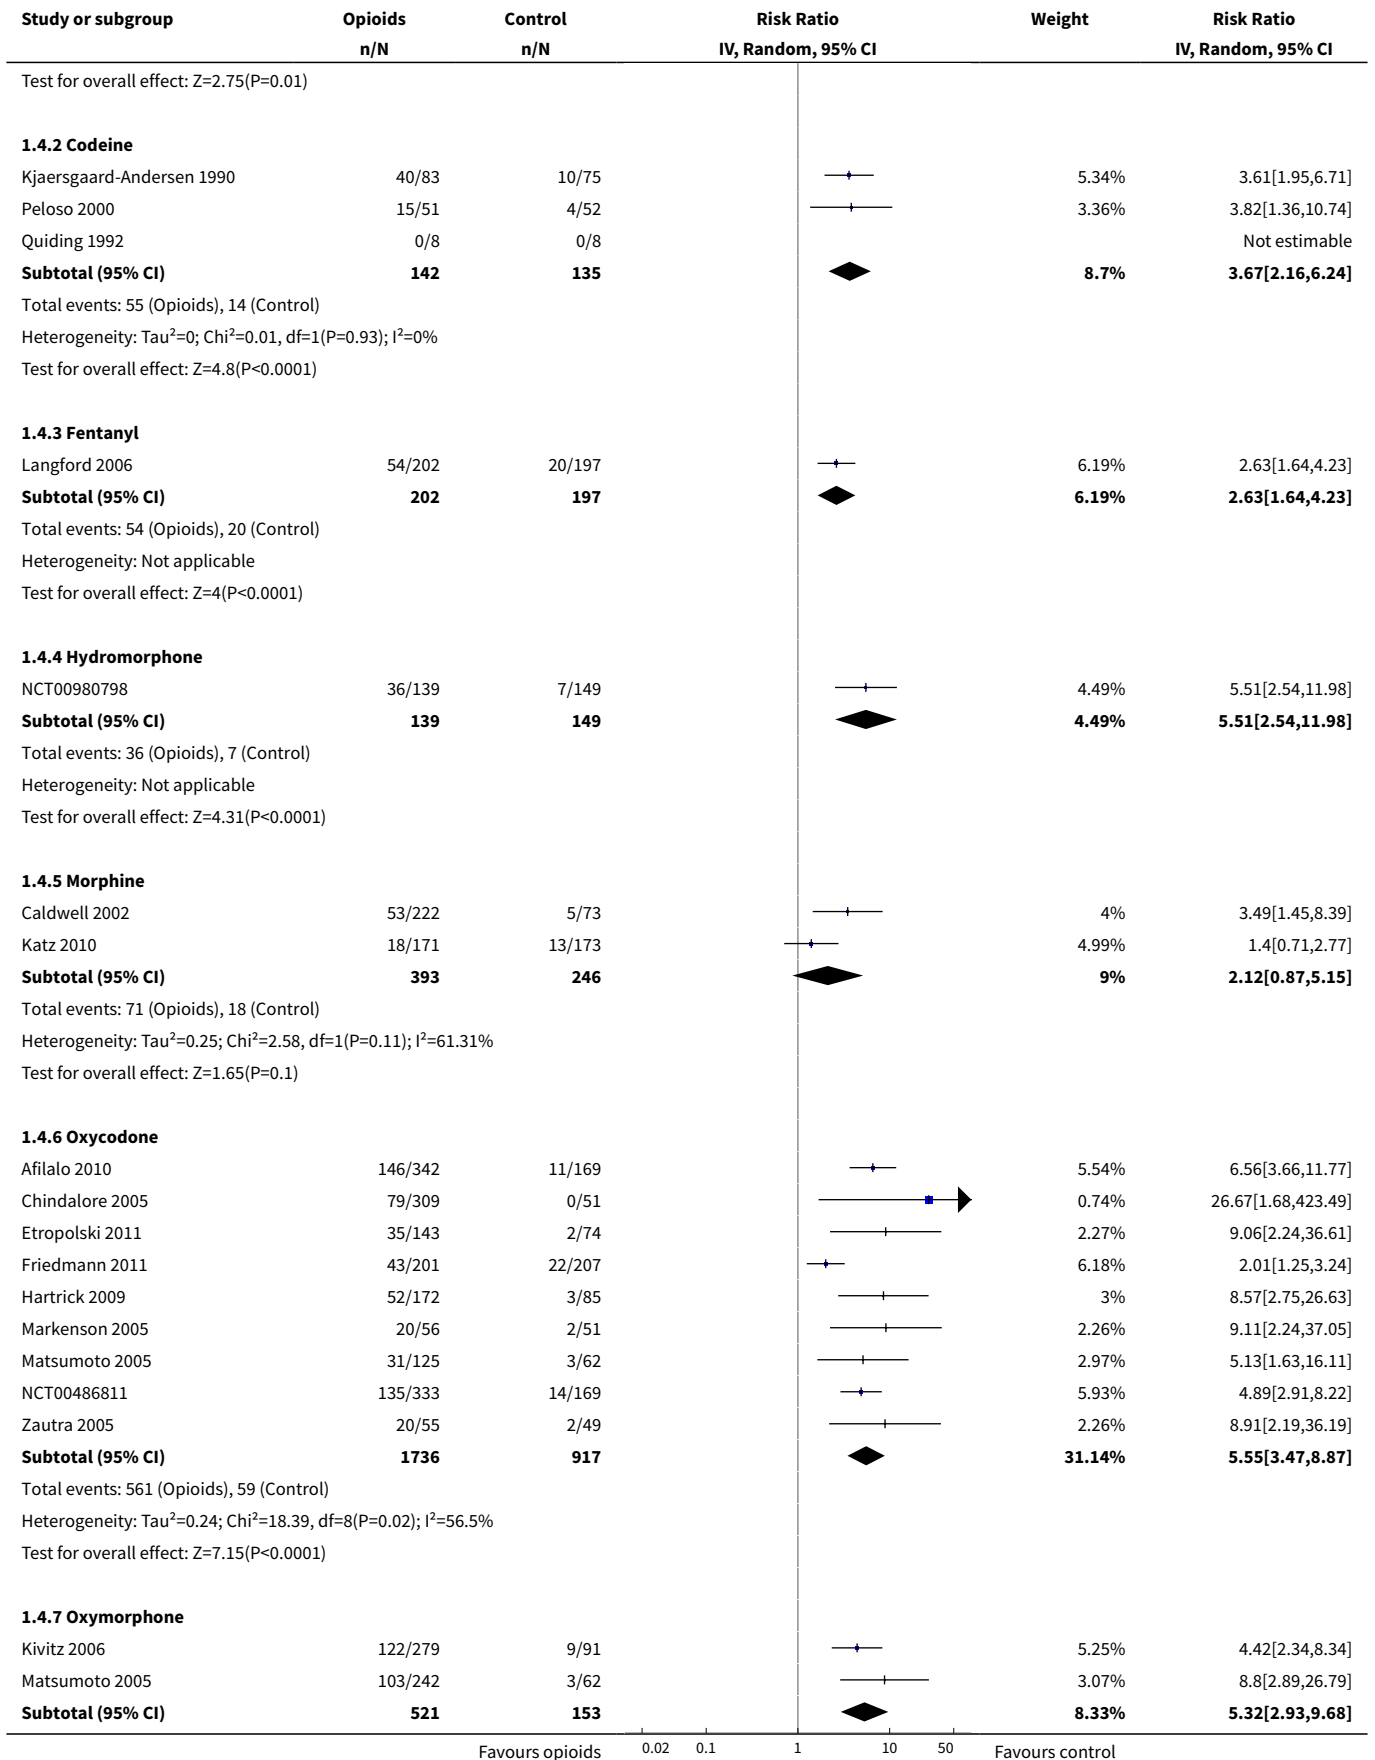 Study or subgroup Opioids Control Risk Ratio Weight Risk Ratio
n/N n/N IV, Random, 95% CI IV, Random, 95% CI
Test for overall effect: Z=2.75(P=0.01)
1.4.2 Codeine
Kjaersgaard-Andersen 1990 40/83 10/75 5.34% 3.61[1.95,6.71]
Peloso 2000 15/51 4/52 3.36% 3.82[1.36,10.74]
Quiding 1992 0/8 0/8 Not estimable
Subtotal (95% CI) 142 135 8.7% 3.67[2.16,6.24]
Total events: 55 (Opioids), 14 (Control)
Heterogeneity: Tau²=0; Chi²=0.01, df=1(P=0.93); I²=0%
Test for overall effect: Z=4.8(P<0.0001)
1.4.3 Fentanyl
Langford 2006 54/202 20/197 6.19% 2.63[1.64,4.23]
Subtotal (95% CI) 202 197 6.19% 2.63[1.64,4.23]
Total events: 54 (Opioids), 20 (Control)
Heterogeneity: Not applicable
Test for overall effect: Z=4(P<0.0001)
1.4.4 Hydromorphone
NCT00980798 36/139 7/149 4.49% 5.51[2.54,11.98]
Subtotal (95% CI) 139 149 4.49% 5.51[2.54,11.98]
Total events: 36 (Opioids), 7 (Control)
Heterogeneity: Not applicable
Test for overall effect: Z=4.31(P<0.0001)
1.4.5 Morphine
Caldwell 2002 53/222 5/73 4% 3.49[1.45,8.39]
Katz 2010 18/171 13/173 4.99% 1.4[0.71,2.77]
Subtotal (95% CI) 393 246 9% 2.12[0.87,5.15]
Total events: 71 (Opioids), 18 (Control)
Heterogeneity: Tau²=0.25; Chi²=2.58, df=1(P=0.11); I²=61.31%
Test for overall effect: Z=1.65(P=0.1)
1.4.6 Oxycodone
Afilalo 2010 146/342 11/169 5.54% 6.56[3.66,11.77]
Chindalore 2005 79/309 0/51 0.74% 26.67[1.68,423.49]
Etropolski 2011 35/143 2/74 2.27% 9.06[2.24,36.61]
Friedmann 2011 43/201 22/207 6.18% 2.01[1.25,3.24]
Hartrick 2009 52/172 3/85 3% 8.57[2.75,26.63]
Markenson 2005 20/56 2/51 2.26% 9.11[2.24,37.05]
Matsumoto 2005 31/125 3/62 2.97% 5.13[1.63,16.11]
NCT00486811 135/333 14/169 5.93% 4.89[2.91,8.22]
Zautra 2005 20/55 2/49 2.26% 8.91[2.19,36.19]
Subtotal (95% CI) 1736 917 31.14% 5.55[3.47,8.87]
Total events: 561 (Opioids), 59 (Control)
Heterogeneity: Tau²=0.24; Chi²=18.39, df=8(P=0.02); I²=56.5%
Test for overall effect: Z=7.15(P<0.0001)
1.4.7 Oxymorphone
Kivitz 2006 122/279 9/91 5.25% 4.42[2.34,8.34]
Matsumoto 2005 103/242 3/62 3.07% 8.8[2.89,26.79]
Subtotal (95% CI) 521 153 8.33% 5.32[2.93,9.68]
Favours opioids 0.02 0.1 1 10 50 Favours control